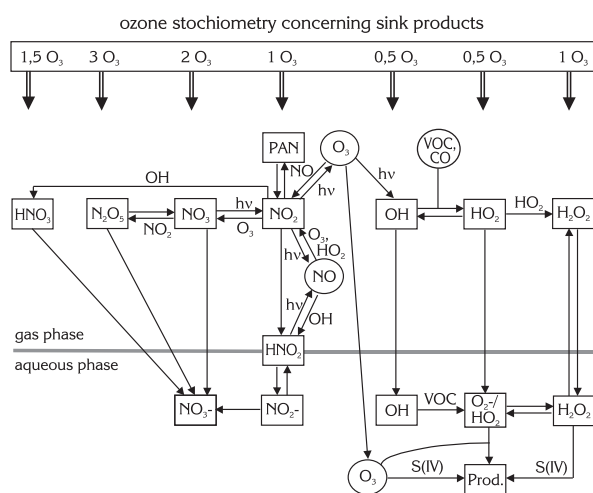 ozone stochiometry concerning sink products
1,5 O₃ 3 O₃ 2 O₃ 1 O₃ 0,5 O₃ 0,5 O₃ 1 O₃
PAN NO O₃ VOC, CO
hν hν
OH
HNO₃ N₂O₅ NO₃ hν NO₂ OH HO₂ HO₂ H₂O₂
NO₂ O₃ O₃,
HO₂
hν NO
hν OH
gas phase HNO₂
aqueous phase
NO₃- NO₂- OH VOC O₂-/ HO₂ H₂O₂
O₃ S(IV) Prod. S(IV)